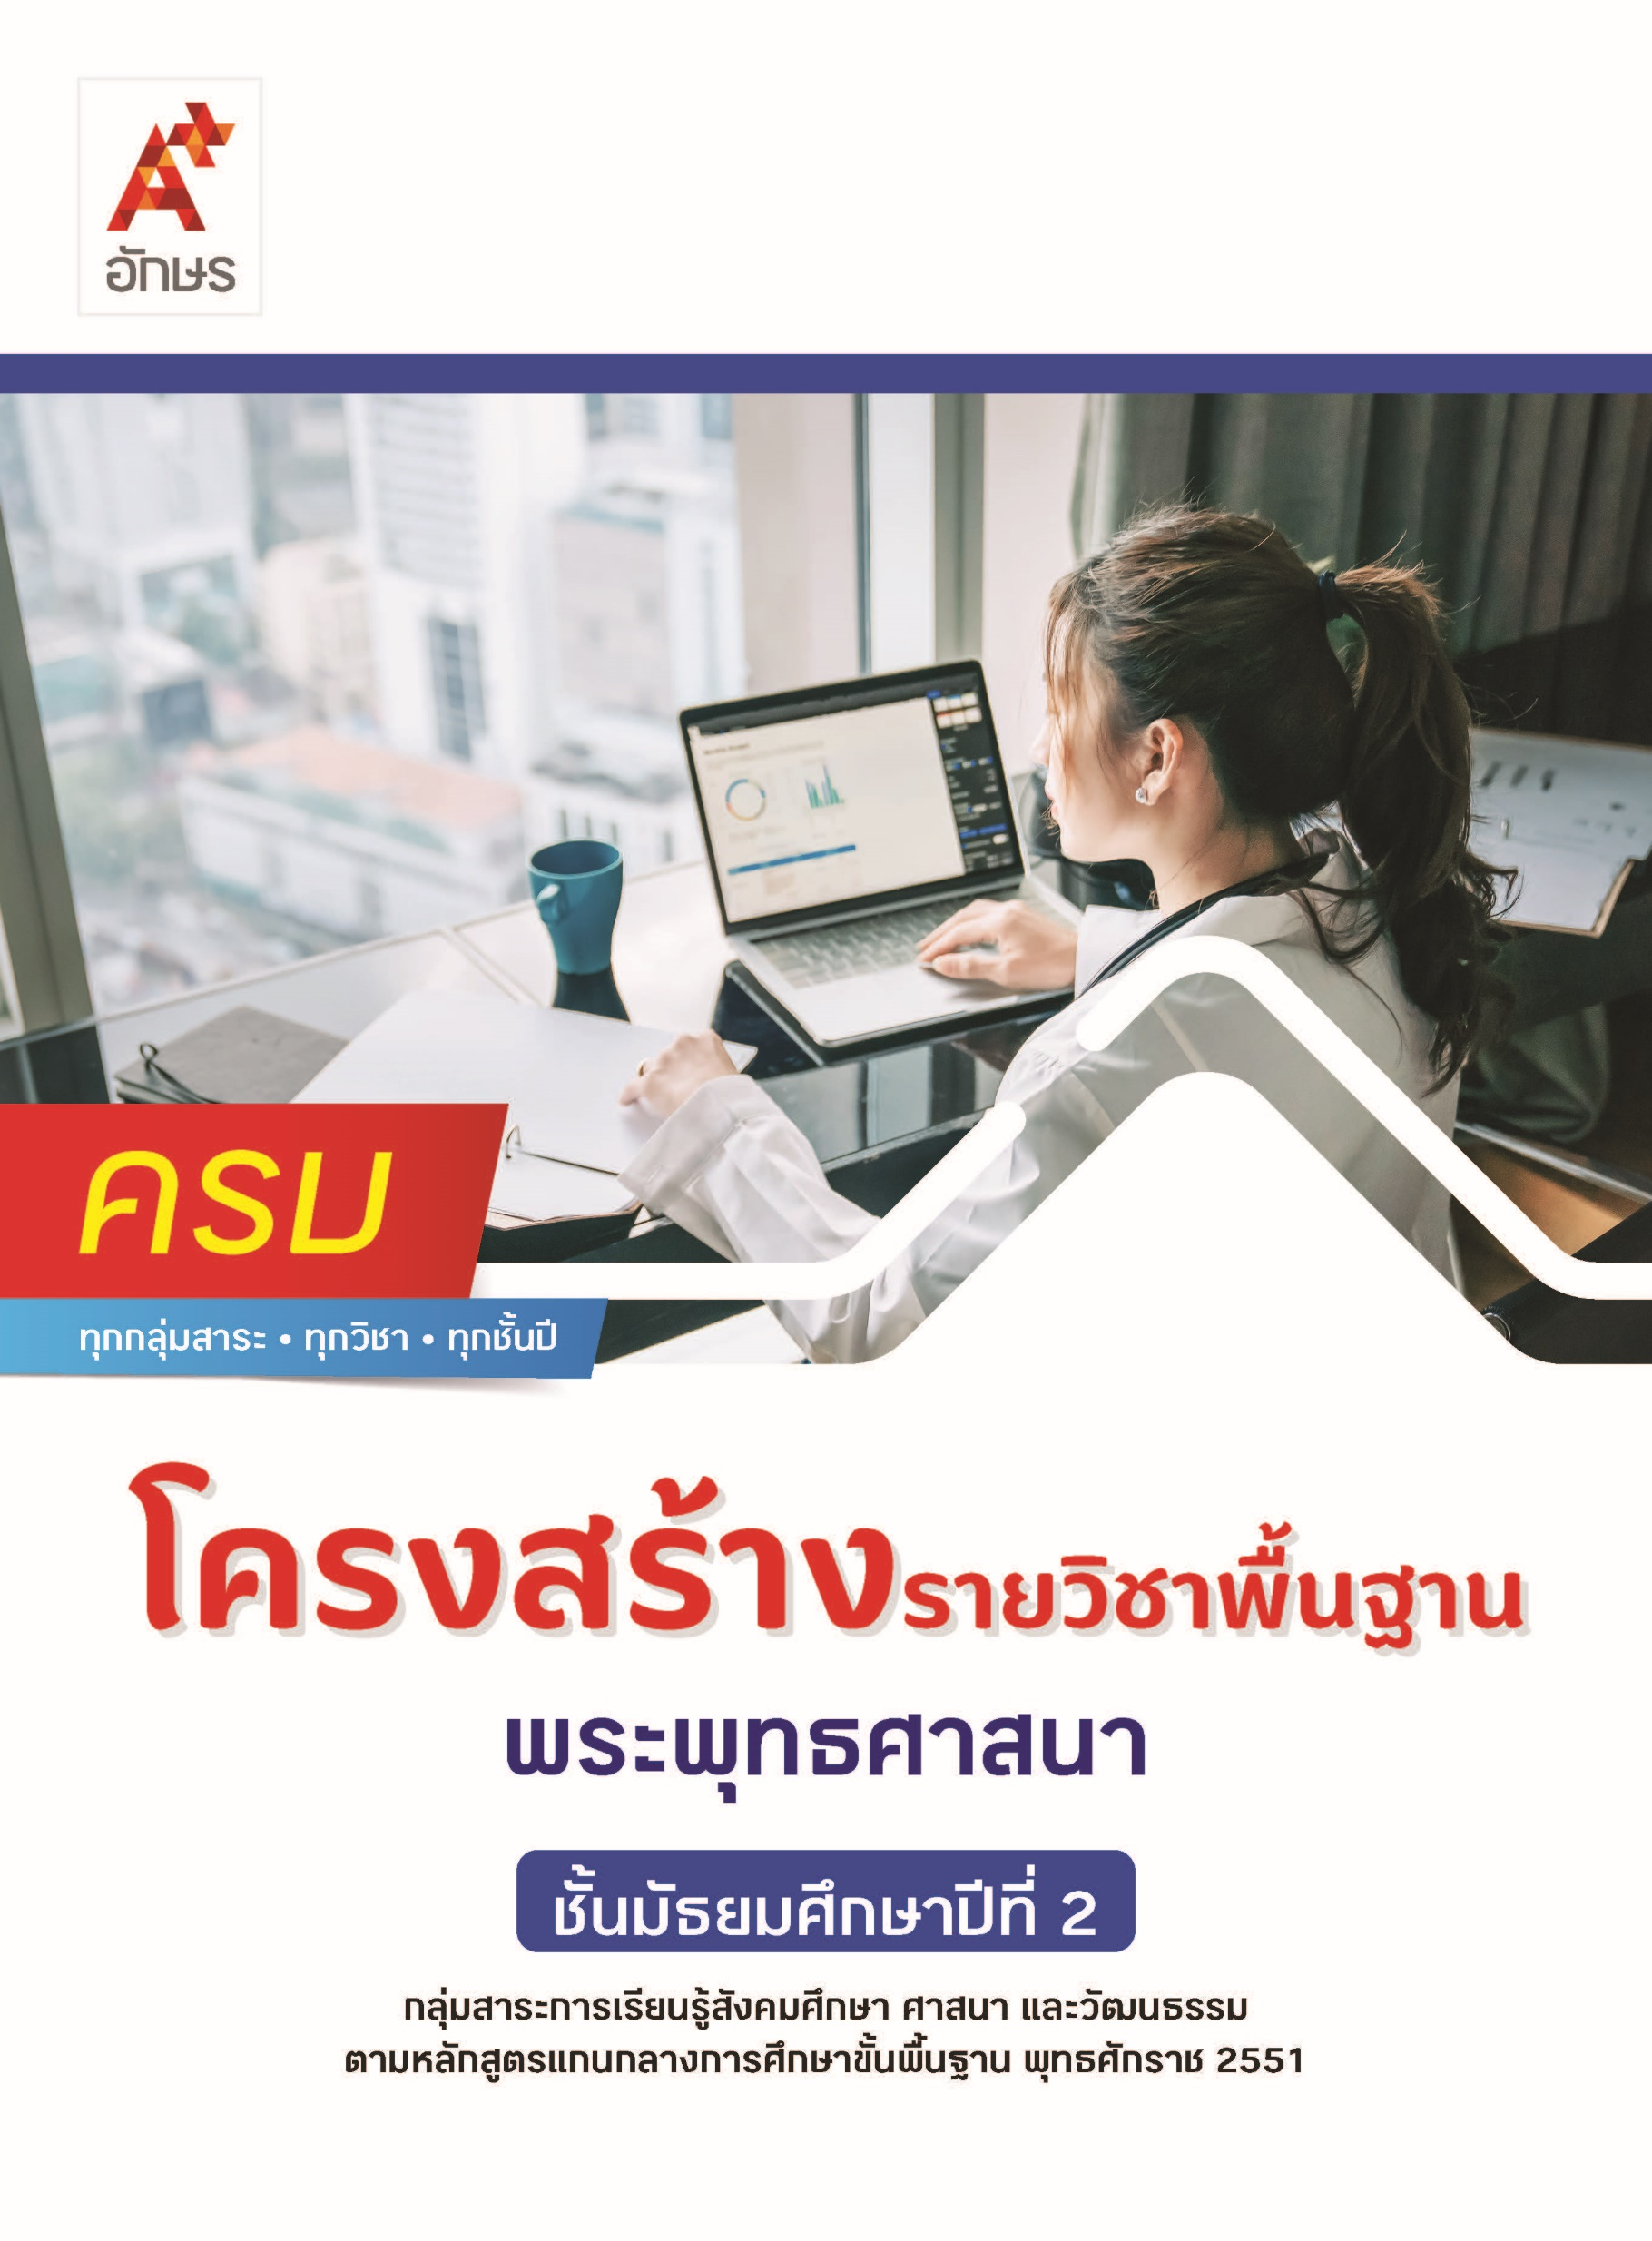 อักษร
ครบ
ทุกกลุ่มสาระ • ทุกวิชา • ทุกชั้นปี
โครงสร้างรายวิชาพื้นฐาน
พระพุทธศาสนา
ชั้นมัธยมศึกษาปีที่ 2
กลุ่มสาระการเรียนรู้สังคมศึกษา ศาสนา และวัฒนธรรม
ตามหลักสูตรแกนกลางการศึกษาขั้นพื้นฐาน พุทธศักราช 2551